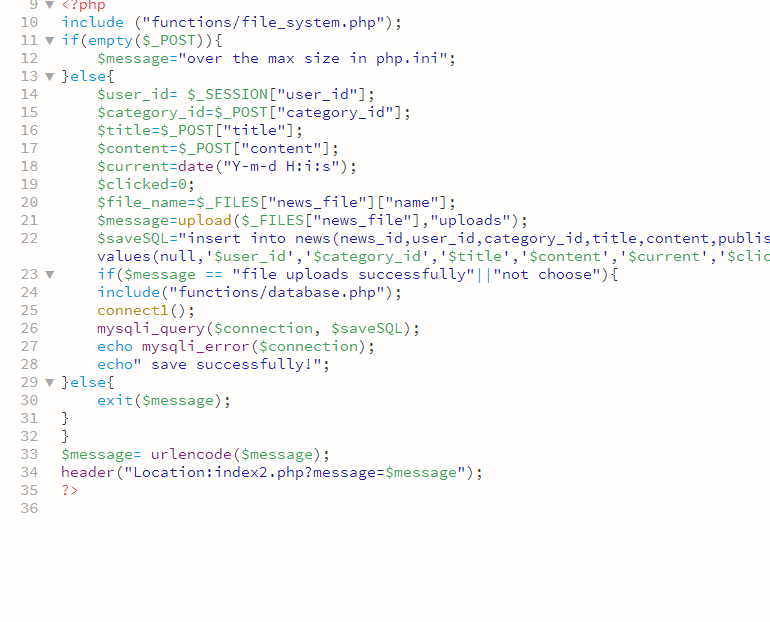 9 ▼ <?php
10 include ("functions/file_system.php");
11 ▼ if(empty($_POST)){
12 $message="over the max size in php.ini";
13 ▼ }else{
14 $user_id= $_SESSION["user_id"];
15 $category_id=$_POST["category_id"];
16 $title=$_POST["title"];
17 $content=$_POST["content"];
18 $current=date("Y-m-d H:i:s");
19 $clicked=0;
20 $file_name=$_FILES["news_file"]["name"];
21 $message=upload($_FILES["news_file"],"uploads");
22 $saveSQL="insert into news(news_id,user_id,category_id,title,content,publis
values(null,'$user_id','$category_id','$title','$content','$current','$clic
23 ▼ if($message == "file uploads successfully"||"not choose"){
24 include("functions/database.php");
25 connect1();
26 mysqli_query($connection, $saveSQL);
27 echo mysqli_error($connection);
28 echo" save successfully!";
29 ▼ }else{
30 exit($message);
31 }
32 }
33 $message= urlencode($message);
34 header("Location:index2.php?message=$message");
35 ?>
36